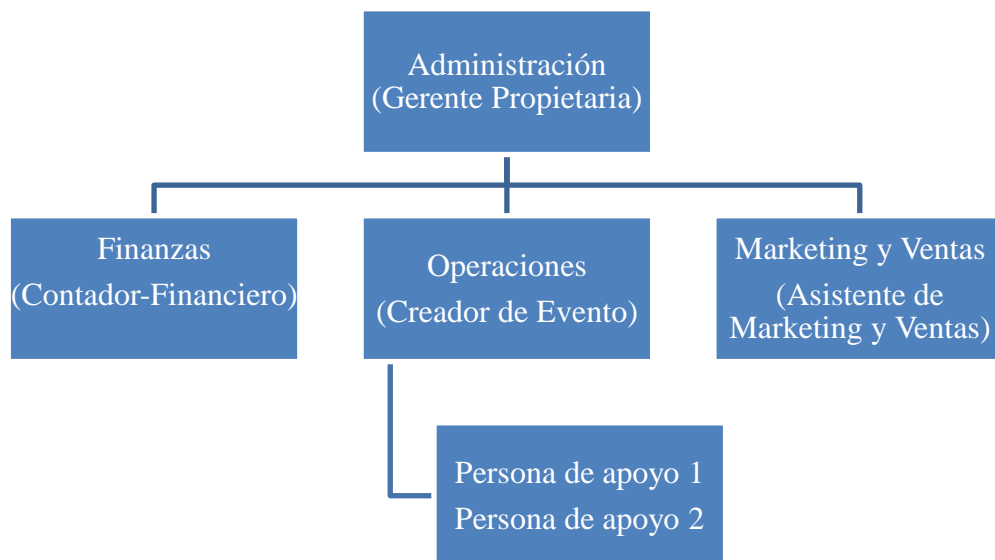 Administración
(Gerente Propietaria)
Finanzas
(Contador-Financiero)
Operaciones
(Creador de Evento)
Marketing y Ventas
(Asistente de
Marketing y Ventas)
Persona de apoyo 1
Persona de apoyo 2